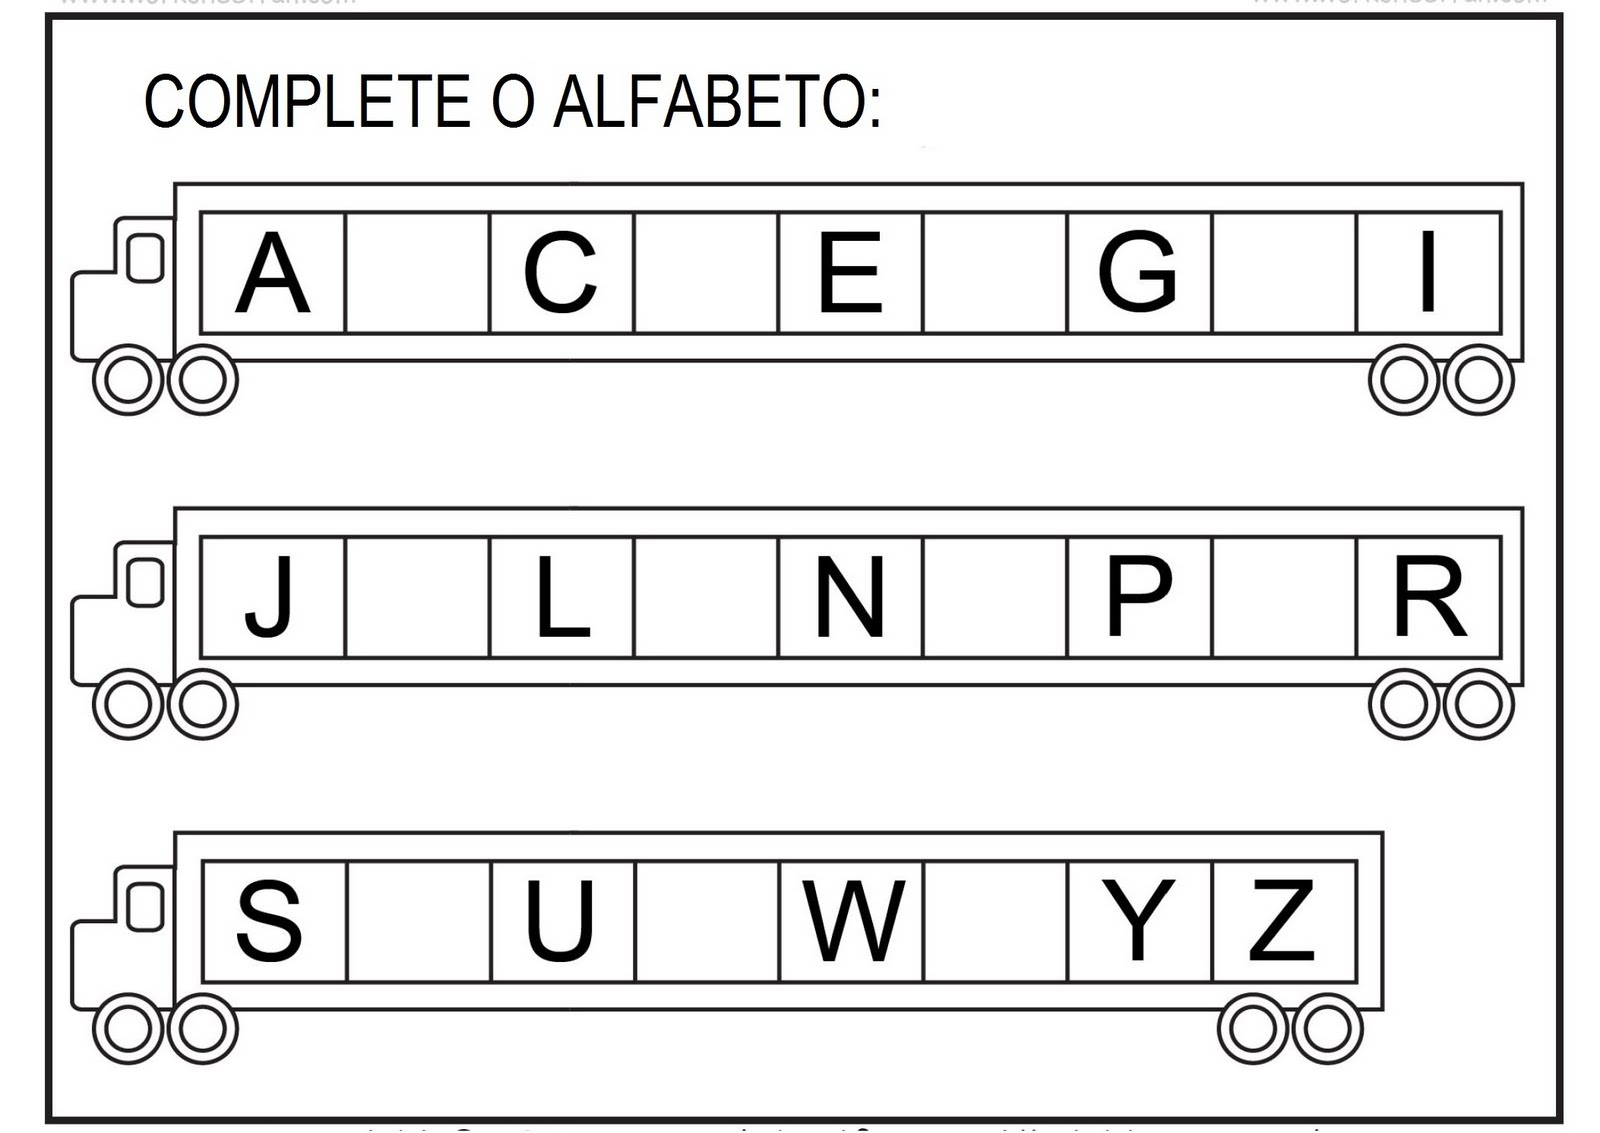 COMPLETE O ALFABETO:
A C E G I
J L N P R
S U W Y Z